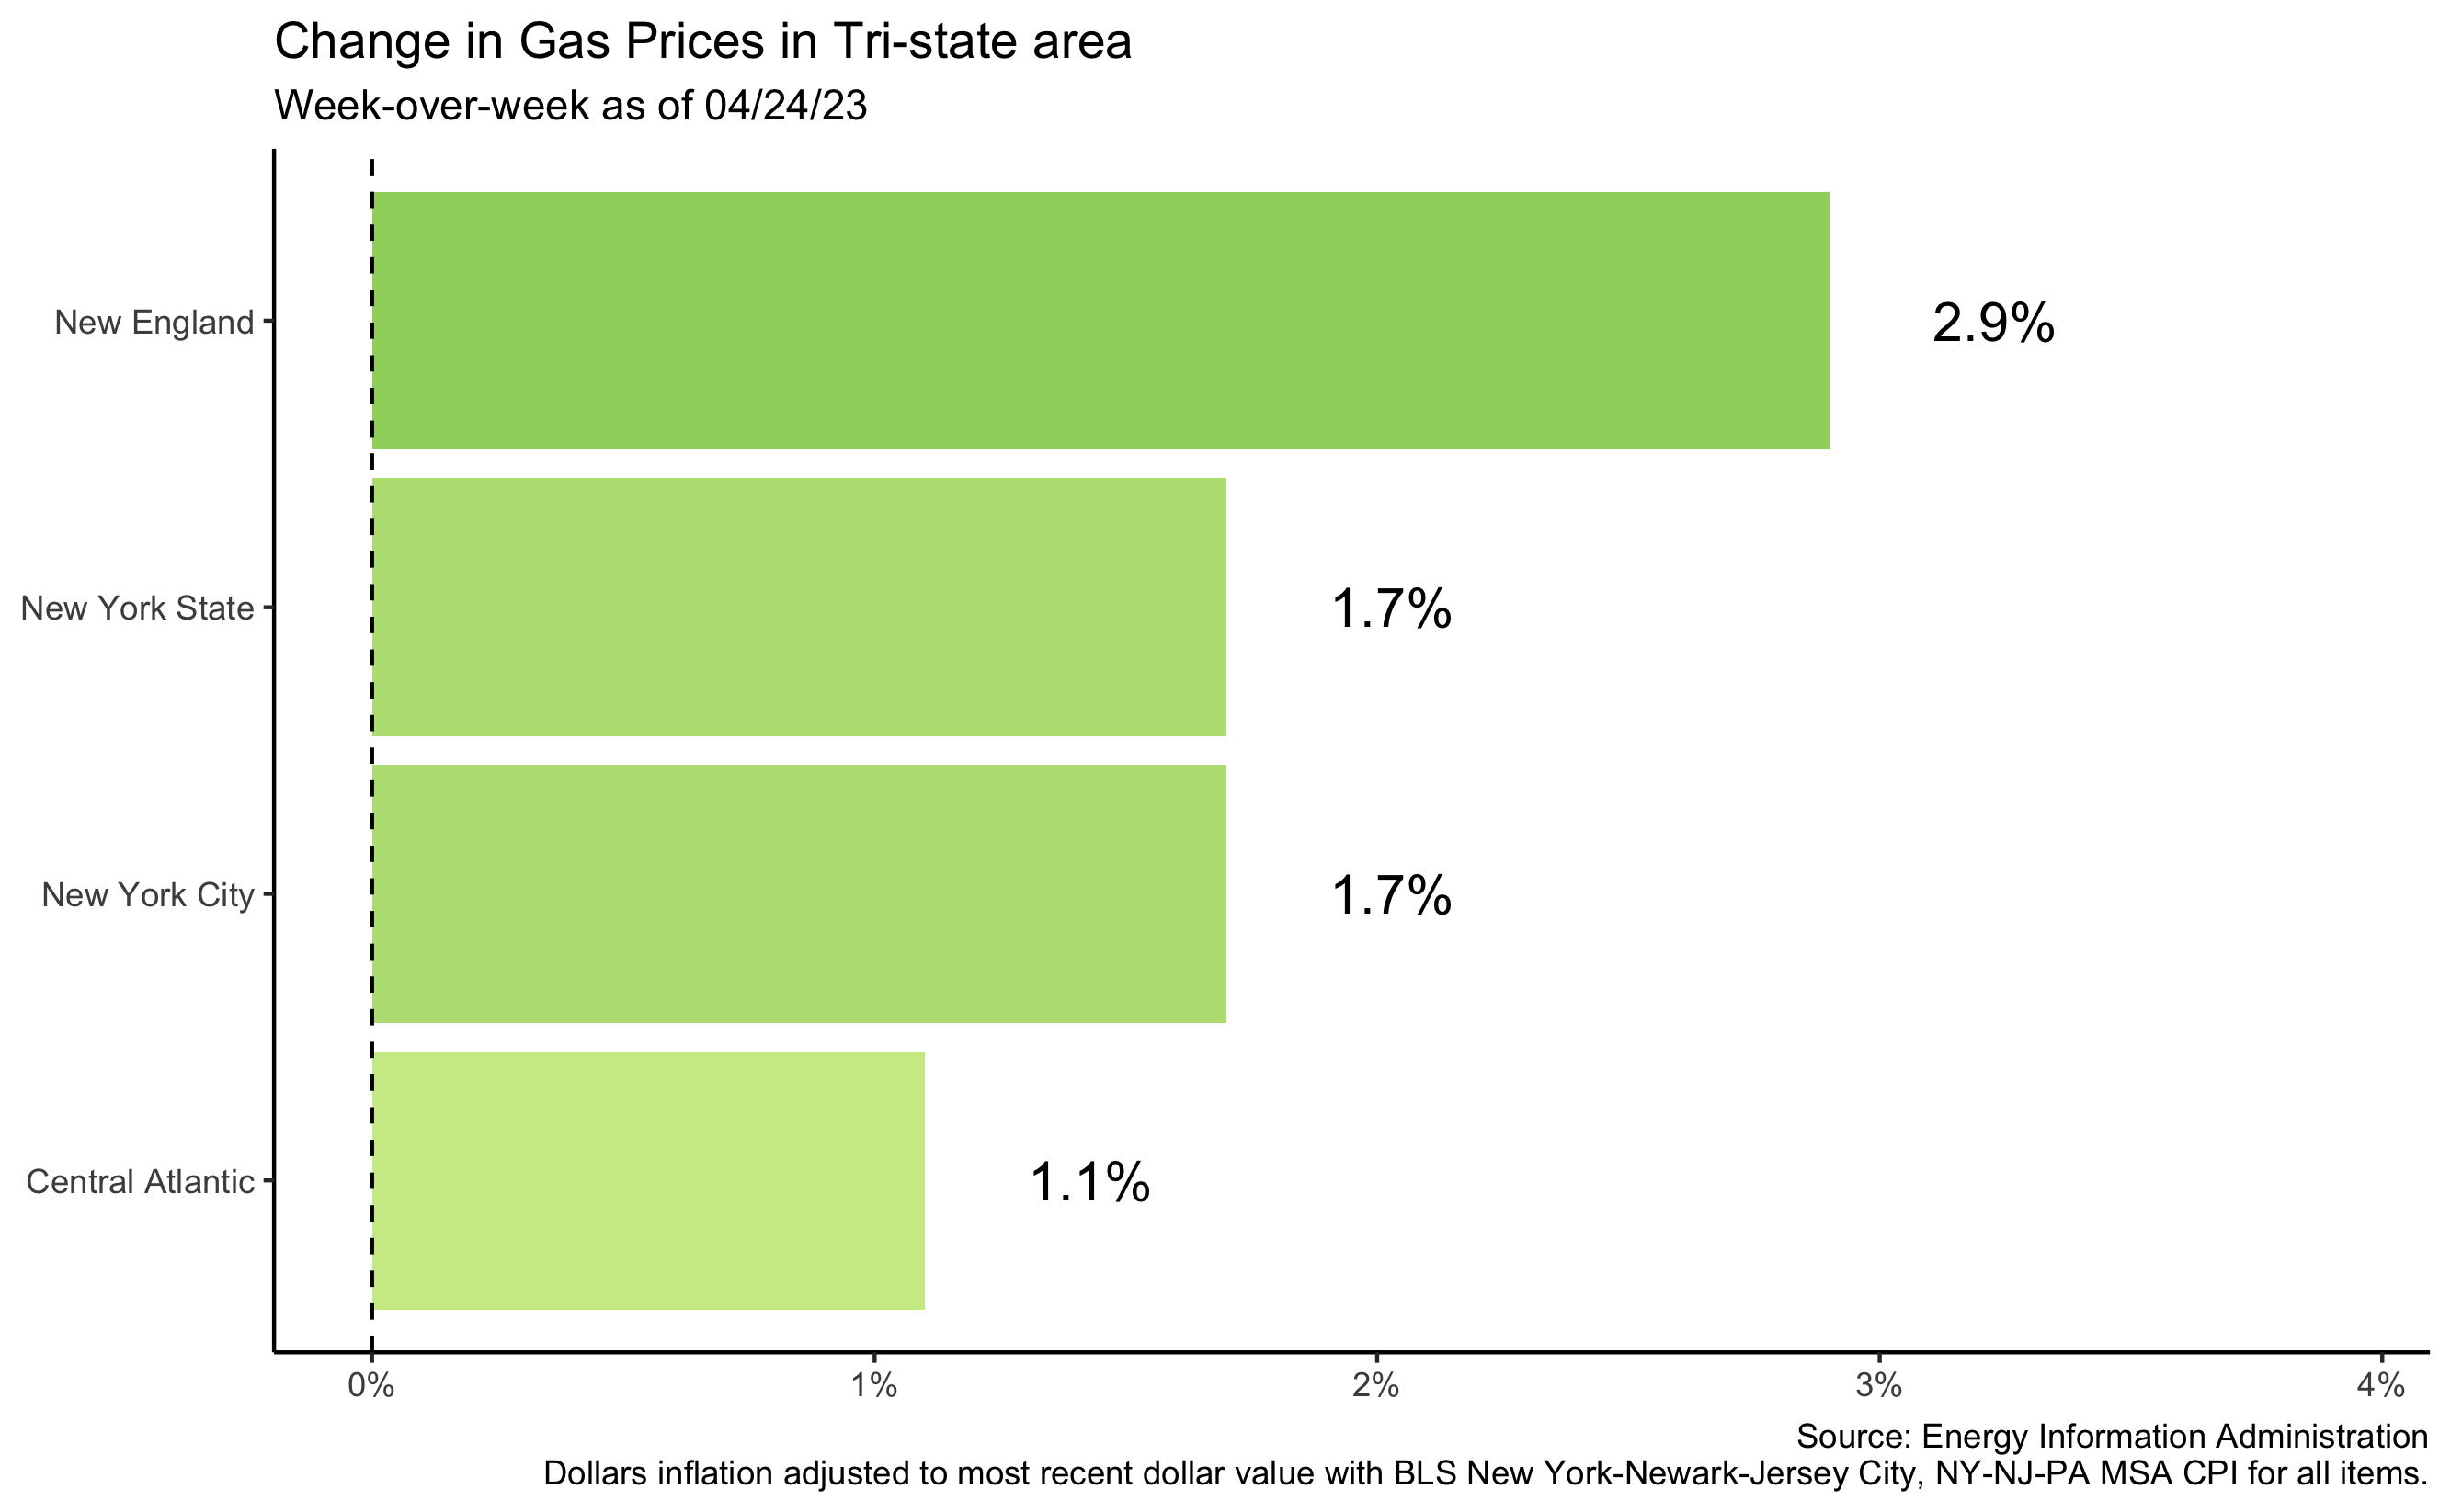 Change in Gas Prices in Tri-state area
Week-over-week as of 04/24/23
New England
2.9%
New York State
1.7%
New York City
1.7%
Central Atlantic
1.1%
0% 1% 2% 3% 4%
Source: Energy Information Administration
Dollars inflation adjusted to most recent dollar value with BLS New York-Newark-Jersey City, NY-NJ-PA MSA CPI for all items.